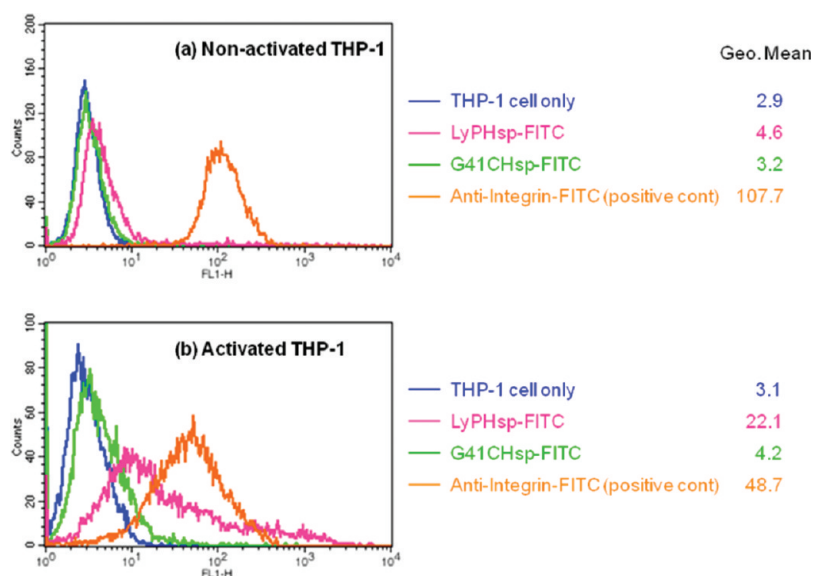 (a) Non-activated THP-1
Counts
200
160
120
80
40
0
10^0 10^1 10^2 10^3 10^4
FL1-H
Geo.Mean
THP-1 cell only 2.9
LyPHsp-FITC 4.6
G41CHsp-FITC 3.2
Anti-Integrin-FITC (positive cont) 107.7
(b) Activated THP-1
Counts
100
80
60
40
20
0
10^0 10^1 10^2 10^3 10^4
FL1-H
THP-1 cell only 3.1
LyPHsp-FITC 22.1
G41CHsp-FITC 4.2
Anti-Integrin-FITC (positive cont) 48.7